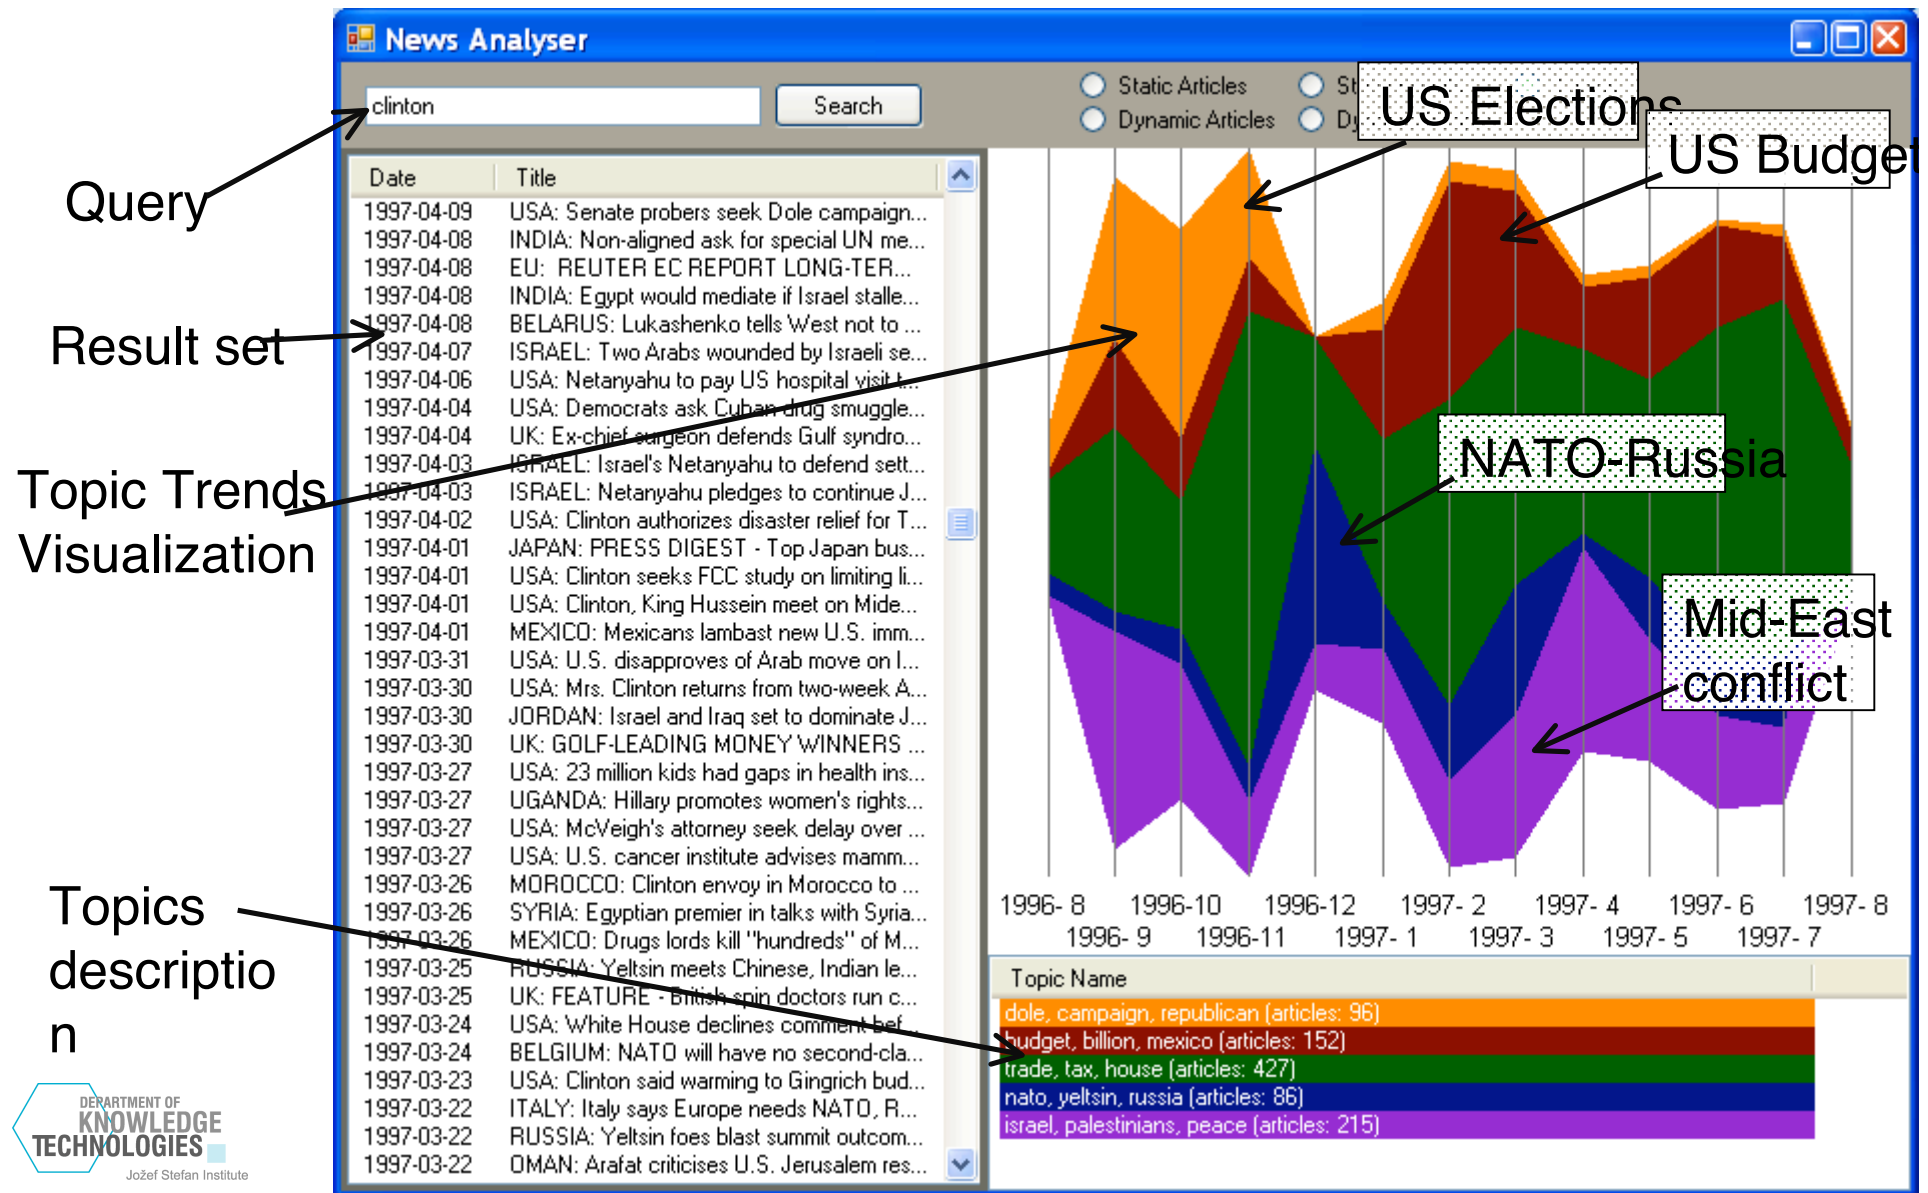 News Analyser
clinton
Search
Static Articles
St
Dynamic Articles
Dy
US Elections
US Budget
Query
Result set
Topic Trends
Visualization
Topics
descriptio
n
Date Title
1997-04-09 USA: Senate probers seek Dole campaign...
1997-04-08 INDIA: Non-aligned ask for special UN me...
1997-04-08 EU: REUTER EC REPORT LONG-TER...
1997-04-08 INDIA: Egypt would mediate if Israel stalle...
1997-04-08 BELARUS: Lukashenko tells West not to ...
1997-04-07 ISRAEL: Two Arabs wounded by Israeli se...
1997-04-06 USA: Netanyahu to pay US hospital visit t...
1997-04-04 USA: Democrats ask Cuban drug smuggle...
1997-04-04 UK: Ex-chief surgeon defends Gulf syndro...
1997-04-03 ISRAEL: Israel's Netanyahu to defend sett...
1997-04-03 ISRAEL: Netanyahu pledges to continue J...
1997-04-02 USA: Clinton authorizes disaster relief for T...
1997-04-01 JAPAN: PRESS DIGEST - Top Japan bus...
1997-04-01 USA: Clinton seeks FCC study on limiting li...
1997-04-01 USA: Clinton, King Hussein meet on Mide...
1997-04-01 MEXICO: Mexicans lambast new U.S. imm...
1997-03-31 USA: U.S. disapproves of Arab move on I...
1997-03-30 USA: Mrs. Clinton returns from two-week A...
1997-03-30 JORDAN: Israel and Iraq set to dominate J...
1997-03-30 UK: GOLF-LEADING MONEY WINNERS ...
1997-03-27 USA: 23 million kids had gaps in health ins...
1997-03-27 UGANDA: Hillary promotes women's rights...
1997-03-27 USA: McVeigh's attorney seek delay over ...
1997-03-27 USA: U.S. cancer institute advises mamm...
1997-03-26 MOROCCO: Clinton envoy in Morocco to ...
1997-03-26 SYRIA: Egyptian premier in talks with Syria...
1997-03-26 MEXICO: Drugs lords kill "hundreds" of M...
1997-03-25 RUSSIA: Yeltsin meets Chinese, Indian le...
1997-03-25 UK: FEATURE - British spin doctors run c...
1997-03-24 USA: White House declines comment bef...
1997-03-24 BELGIUM: NATO will have no second-cla...
1997-03-23 USA: Clinton said warming to Gingrich bud...
1997-03-22 ITALY: Italy says Europe needs NATO, R...
1997-03-22 RUSSIA: Yeltsin foes blast summit outcom...
1997-03-22 OMAN: Arafat criticises U.S. Jerusalem res...
NATO-Russia
Mid-East
conflict
1996- 8 1996-10 1996-12 1997- 2 1997- 4 1997- 6 1997- 8
1996- 9 1996-11 1997- 1 1997- 3 1997- 5 1997- 7
Topic Name
dole, campaign, republican (articles: 96)
budget, billion, mexico (articles: 152)
trade, tax, house (articles: 427)
nato, yeltsin, russia (articles: 86)
israel, palestinians, peace (articles: 215)
DEPARTMENT OF
KNOWLEDGE
TECHNOLOGIES
Jožef Stefan Institute